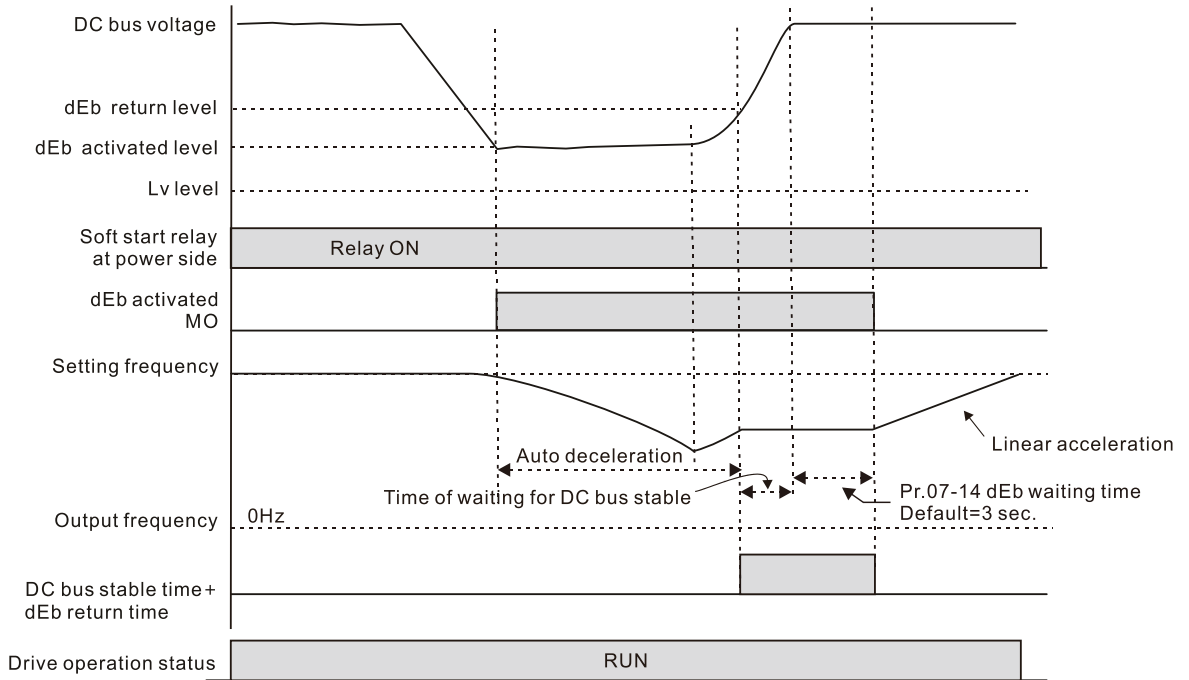 DC bus voltage
dEb return level
dEb activated level
Lv level
Soft start relay
at power side
Relay ON
dEb activated
MO
Setting frequency
Linear acceleration
Auto deceleration
Time of waiting for DC bus stable
Pr.07-14 dEb waiting time
Default=3 sec.
Output frequency
0Hz
DC bus stable time+
dEb return time
Drive operation status
RUN